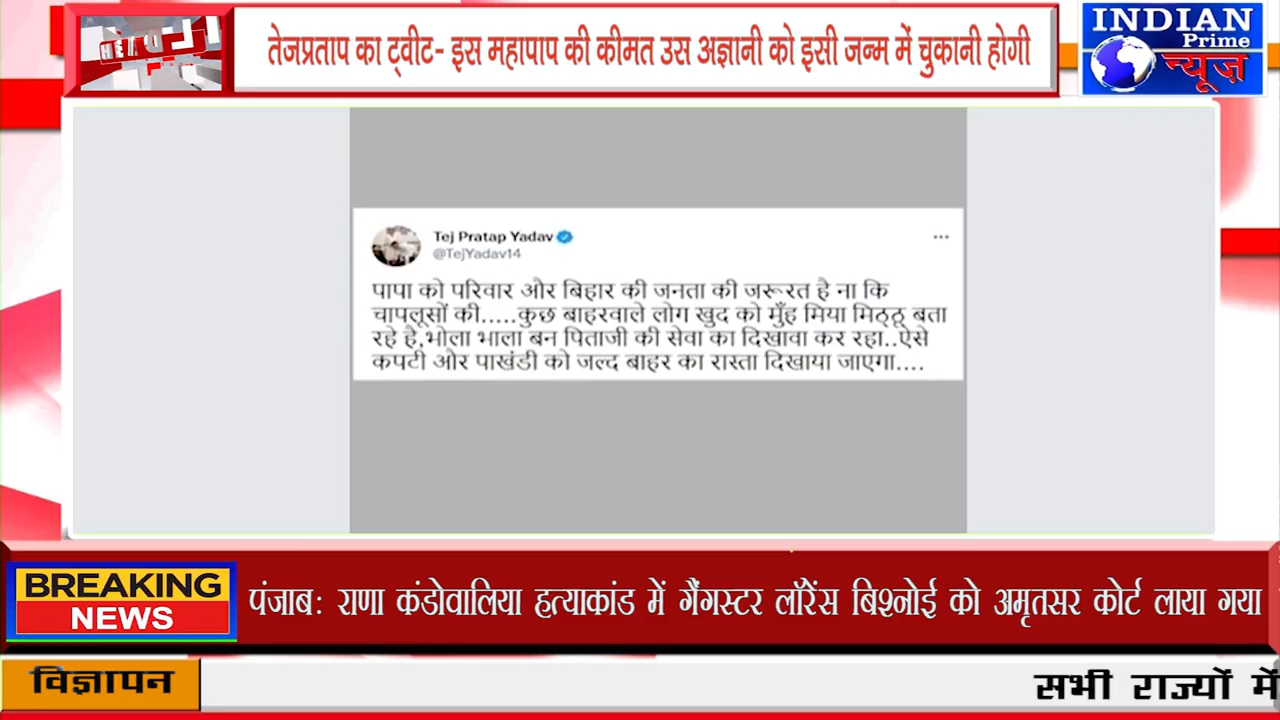 तेजप्रताप का ट्वीट- इस महापाप की कीमत उस अज्ञानी को इसी जन्म में चुकानी होगी
INDIAN
Prime
न्यूज़
Tej Pratap Yadav
@TejYadav14
...
पापा को परिवार और बिहार की जनता की जरूरत है ना कि
चापलूसों की.....कुछ बाहरवाले लोग खुद को मुँह मिया मिठ्ठू बता
रहे है,भोला भाला बन पिताजी की सेवा का दिखावा कर रहा..ऐसे
कपटी ओर पाखंडी को जल्द बाहर का रास्ता दिखाया जाएगा....
BREAKING
NEWS
पंजाबः राणा कंडोवालिया हत्याकांड में गैंगस्टर लॉरेंस बिश्नोई को अमृतसर कोर्ट लाया गया
विज्ञापन
सभी राज्यों में